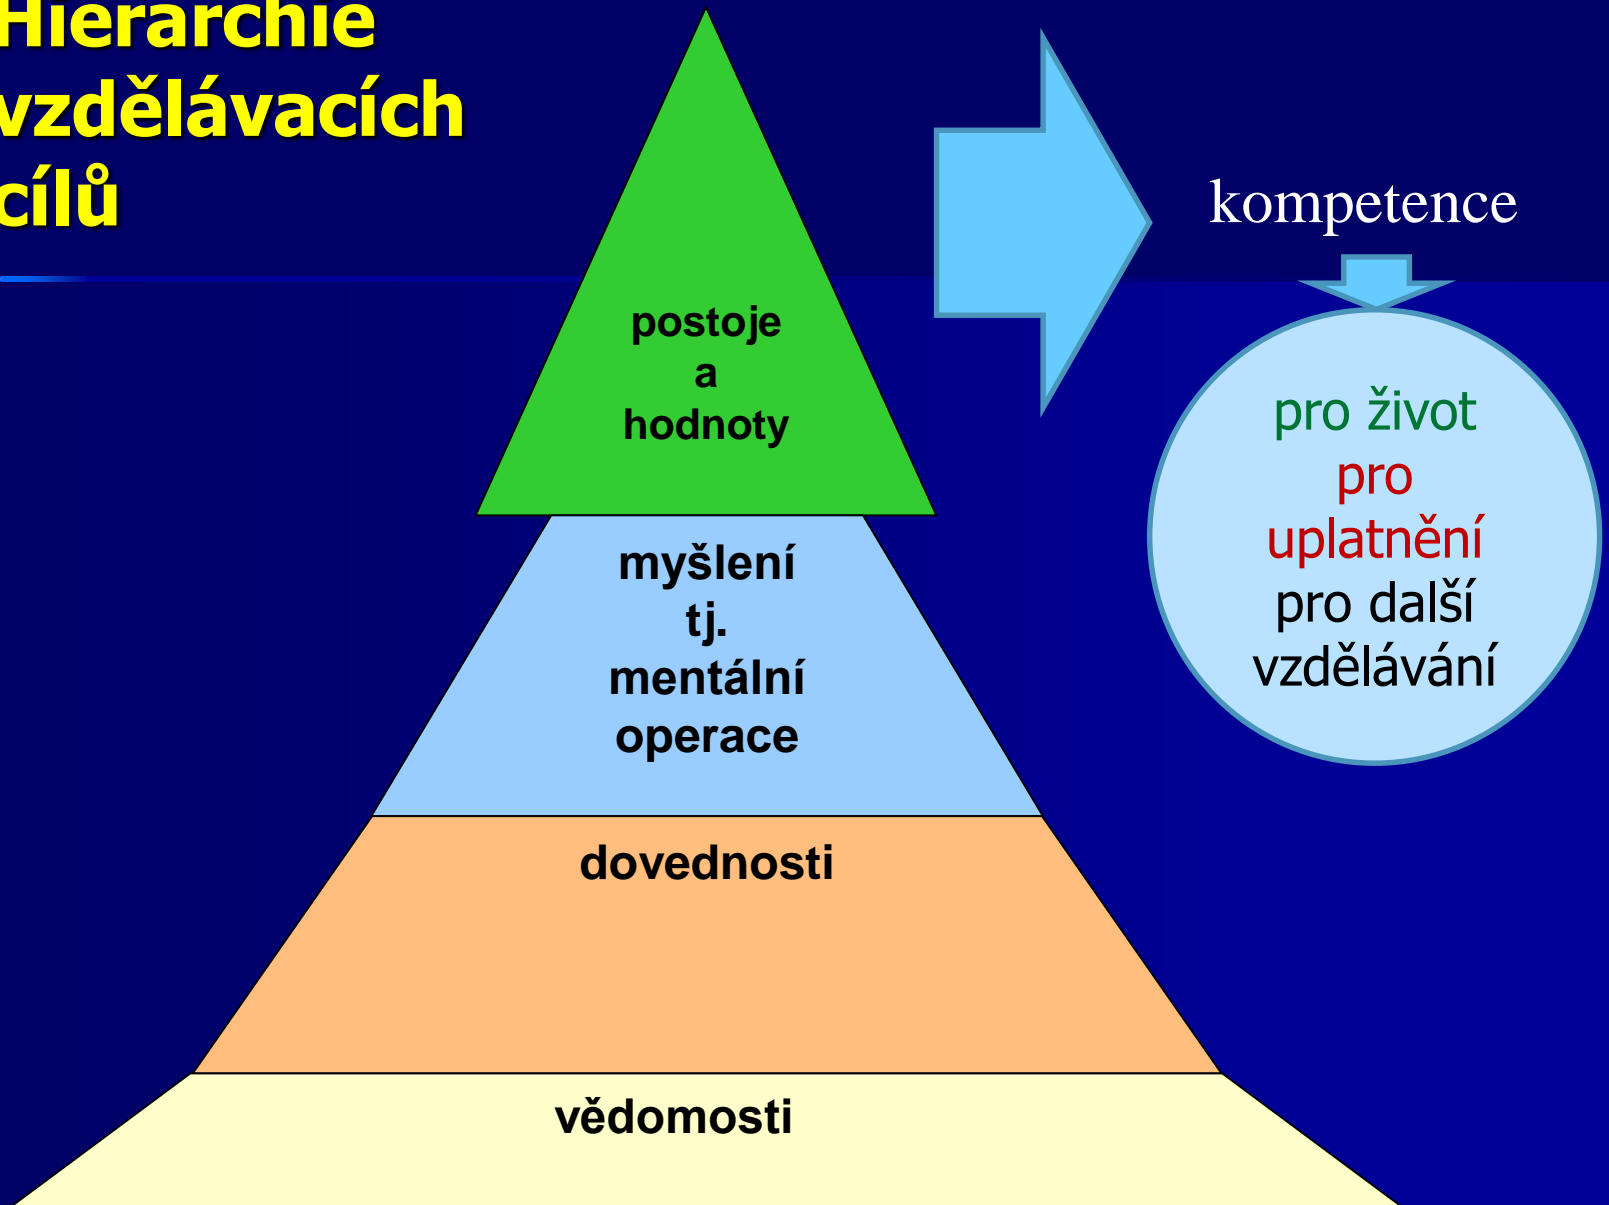 Hierarchie
vzdělávacích
cílů
kompetence
postoje
a
hodnoty
pro život
pro
uplatnění
pro další
vzdělávání
myšlení
tj.
mentální
operace
dovednosti
vědomosti